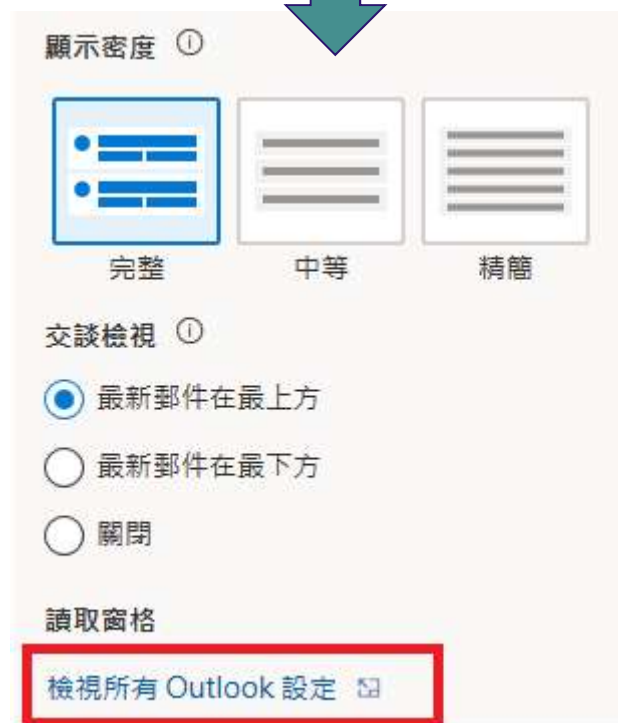 顯示密度
完整 中等 精簡
交談檢視
最新郵件在最上方
最新郵件在最下方
關閉
讀取窗格
檢視所有 Outlook 設定